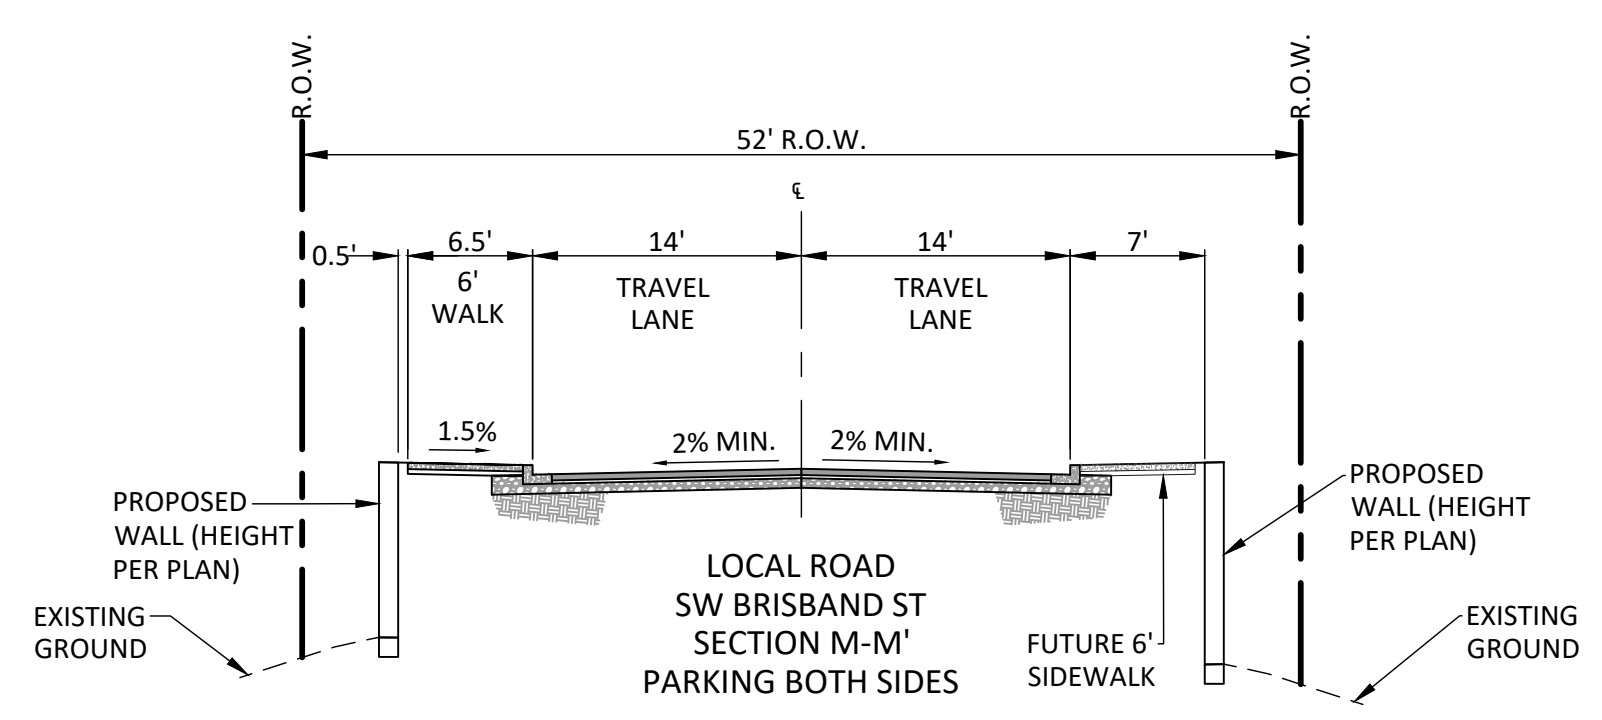 R.O.W.
R.O.W.
52' R.O.W.
℄
0.5'
6.5'
14'
14'
7'
6'
WALK
TRAVEL
LANE
TRAVEL
LANE
1.5%
2% MIN.
2% MIN.
PROPOSED
WALL (HEIGHT
PER PLAN)
PROPOSED
WALL (HEIGHT
PER PLAN)
EXISTING
GROUND
LOCAL ROAD
SW BRISBAND ST
SECTION M-M'
PARKING BOTH SIDES
FUTURE 6'
SIDEWALK
EXISTING
GROUND